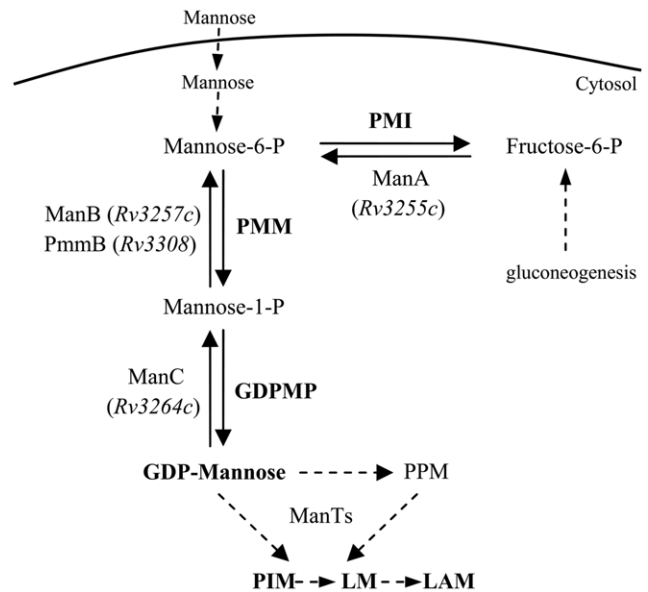 Mannose
Mannose
Cytosol
PMI
Mannose-6-P
Fructose-6-P
ManA
(Rv3255c)
ManB (Rv3257c)
PmmB (Rv3308)
PMM
gluconeogenesis
Mannose-1-P
ManC
(Rv3264c)
GDPMP
GDP-Mannose
PPM
ManTs
PIM
LM
LAM